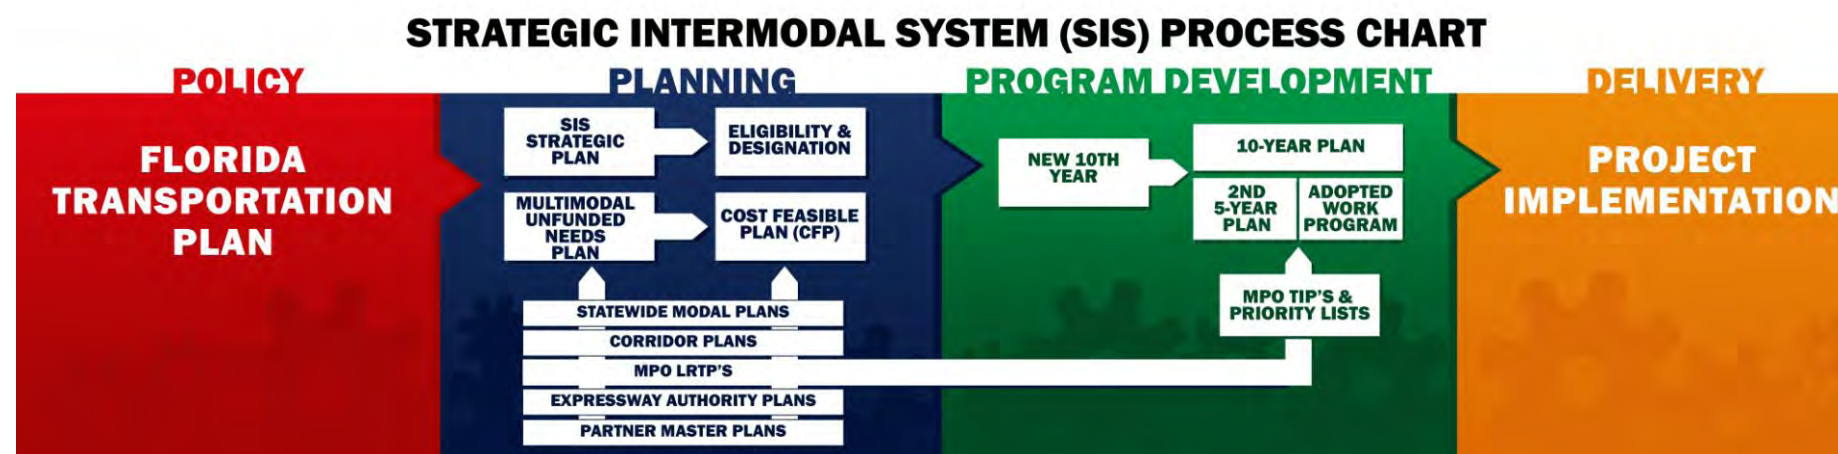 STRATEGIC INTERMODAL SYSTEM (SIS) PROCESS CHART
POLICY
FLORIDA
TRANSPORTATION
PLAN
PLANNING
SIS
STRATEGIC
PLAN
ELIGIBILITY &
DESIGNATION
MULTIMODAL
UNFUNDED
NEEDS
PLAN
COST FEASIBLE
PLAN (CFP)
STATEWIDE MODAL PLANS
CORRIDOR PLANS
MPO LRTP'S
EXPRESSWAY AUTHORITY PLANS
PARTNER MASTER PLANS
PROGRAM DEVELOPMENT
NEW 10TH
YEAR
10-YEAR PLAN
2ND
5-YEAR
PLAN
ADOPTED
WORK
PROGRAM
MPO TIP'S &
PRIORITY LISTS
DELIVERY
PROJECT
IMPLEMENTATION